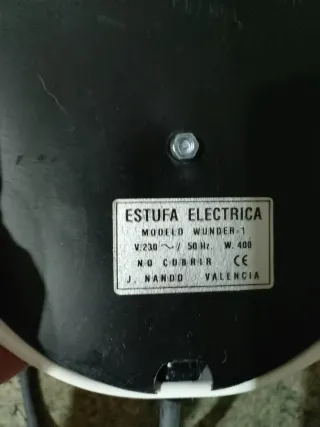 ESTUFA ELECTRICA
MODELO WUNDER-1
V.230 ~ / 50 Hz. W. 400
NO CUBRIR CE
J. NANDO VALENCIA